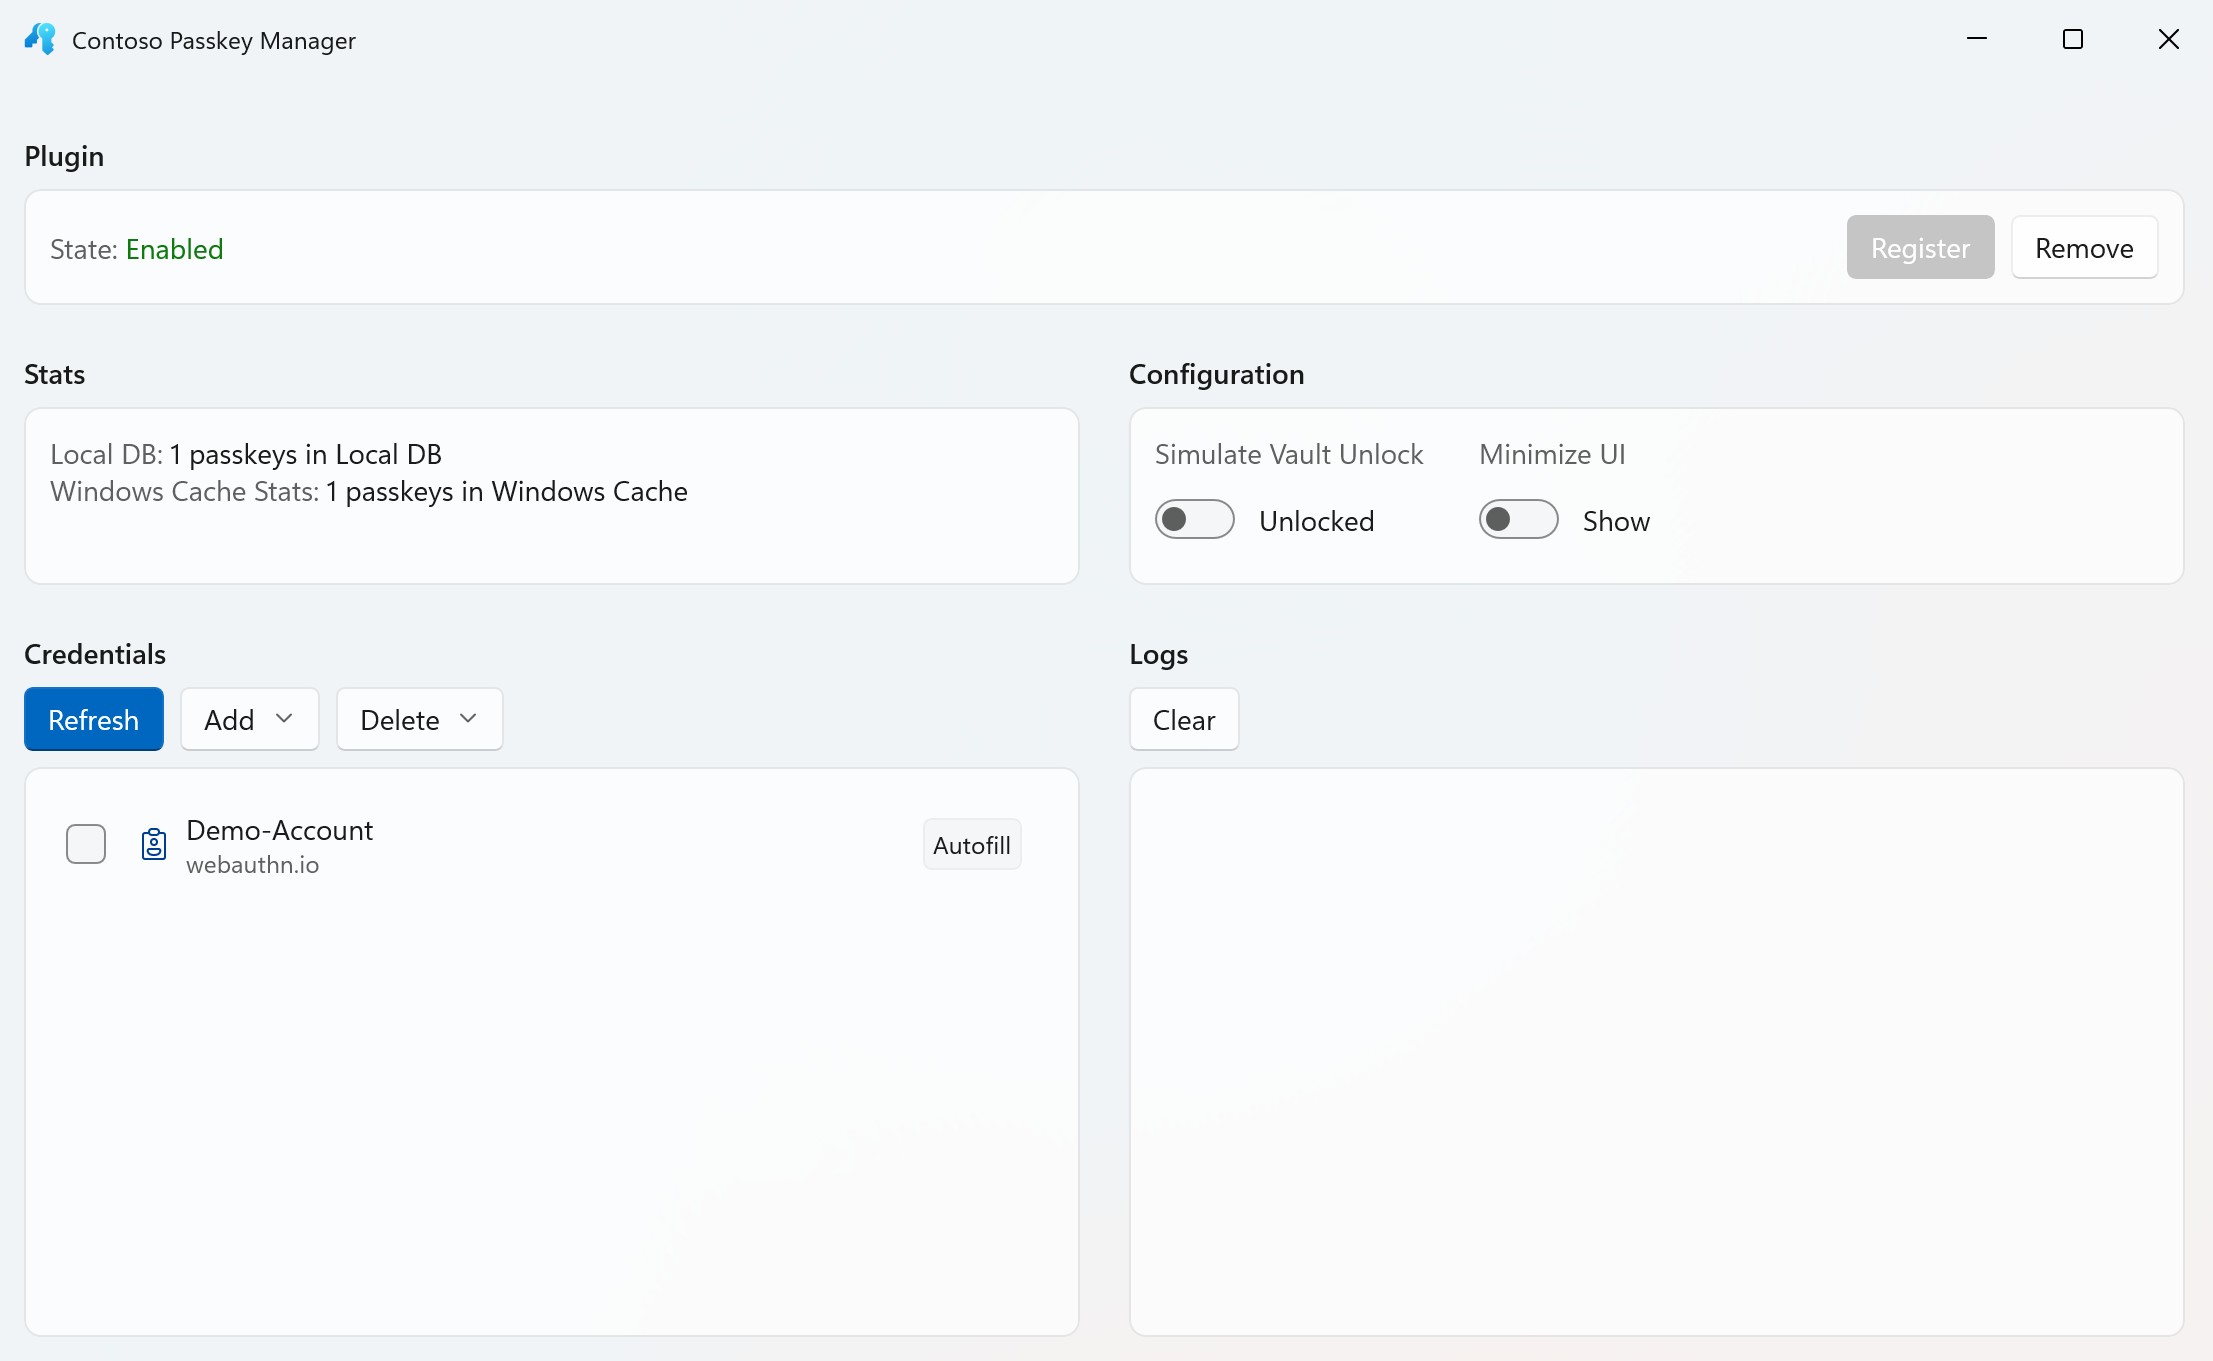 Contoso Passkey Manager
Plugin
State: Enabled
Register
Remove
Stats
Local DB: 1 passkeys in Local DB
Windows Cache Stats: 1 passkeys in Windows Cache
Configuration
Simulate Vault Unlock
Minimize UI
Unlocked
Show
Credentials
Refresh
Add
Delete
Demo-Account
webauthn.io
Autofill
Logs
Clear